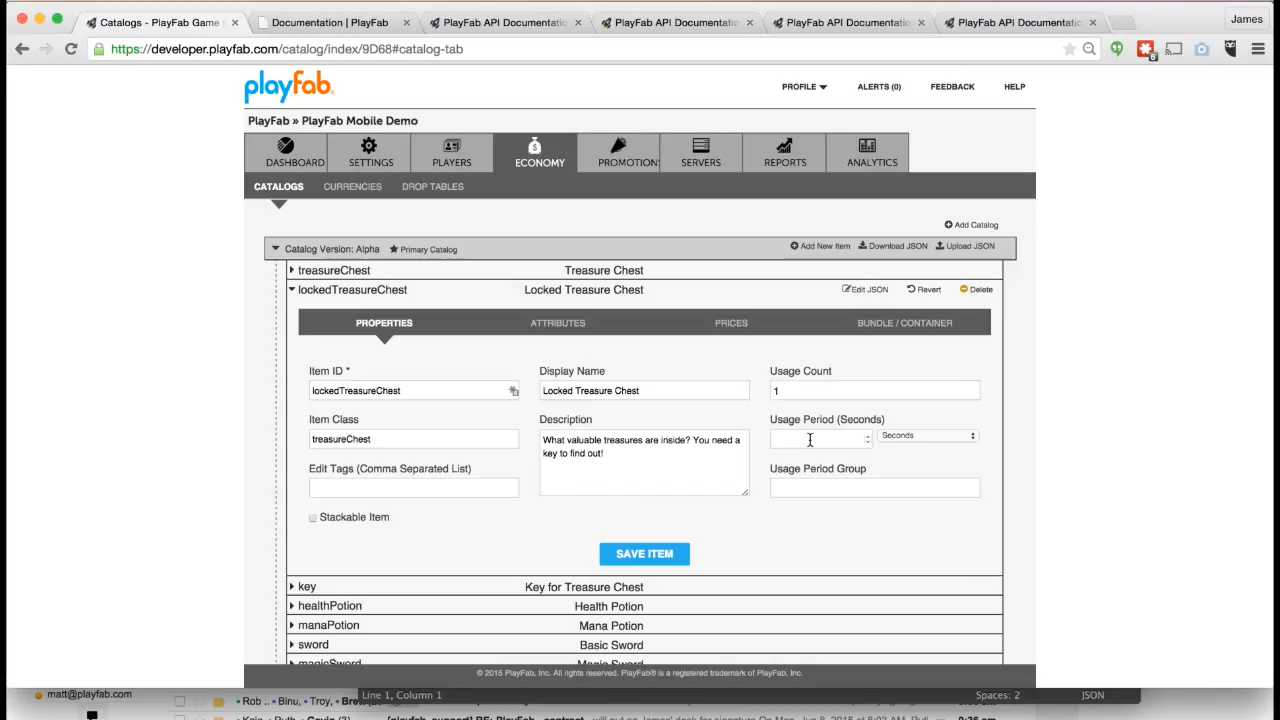 Catalogs - PlayFab Game
Documentation | PlayFab
PlayFab API Documentatio
PlayFab API Documentatio
PlayFab API Documentatio
PlayFab API Documentatio
James
https://developer.playfab.com/catalog/index/9D68#catalog-tab
6
playfab
PROFILE
ALERTS (0)
FEEDBACK
HELP
PlayFab » PlayFab Mobile Demo
DASHBOARD
SETTINGS
PLAYERS
ECONOMY
PROMOTION
SERVERS
REPORTS
ANALYTICS
CATALOGS
CURRENCIES
DROP TABLES
Add Catalog
Catalog Version: Alpha
Primary Catalog
Add New Item
Download JSON
Upload JSON
treasureChest
Treasure Chest
lockedTreasureChest
Locked Treasure Chest
Edit JSON
Revert
Delete
PROPERTIES
ATTRIBUTES
PRICES
BUNDLE / CONTAINER
Item ID *
Display Name
Usage Count
lockedTreasureChest
Locked Treasure Chest
1
Item Class
Description
Usage Period (Seconds)
treasureChest
What valuable treasures are inside? You need a
key to find out!
Seconds
Edit Tags (Comma Separated List)
Usage Period Group
Stackable Item
SAVE ITEM
key
Key for Treasure Chest
healthPotion
Health Potion
manaPotion
Mana Potion
sword
Basic Sword
magicSword
Magic Sword
© 2015 PlayFab, Inc. All rights reserved. PlayFab® is a registered trademark of PlayFab, Inc.
matt@playfab.com
Rob .. Binu, Troy,
Line 1, Column 1
Spaces: 2
JSON